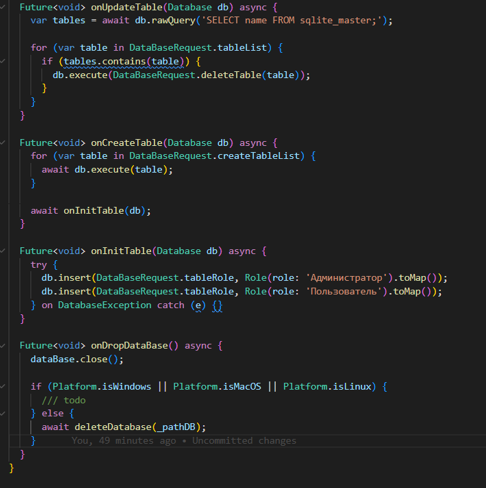 Future<void> onUpdateTable(Database db) async {
  var tables = await db.rawQuery('SELECT name FROM sqlite_master;');

  for (var table in DataBaseRequest.tableList) {
    if (tables.contains(table)) {
      db.execute(DataBaseRequest.deleteTable(table));
    }
  }
}

Future<void> onCreateTable(Database db) async {
  for (var table in DataBaseRequest.createTableList) {
    await db.execute(table);
  }

  await onInitTable(db);
}

Future<void> onInitTable(Database db) async {
  try {
    db.insert(DataBaseRequest.tableRole, Role(role: 'Администратор').toMap());
    db.insert(DataBaseRequest.tableRole, Role(role: 'Пользователь').toMap());
  } on DatabaseException catch (e) {}
}

Future<void> onDropDataBase() async {
  dataBase.close();

  if (Platform.isWindows || Platform.isMacOS || Platform.isLinux) {
    /// todo
  } else {
    await deleteDatabase(_pathDB);
  }     You, 49 minutes ago • Uncommitted changes
}
}